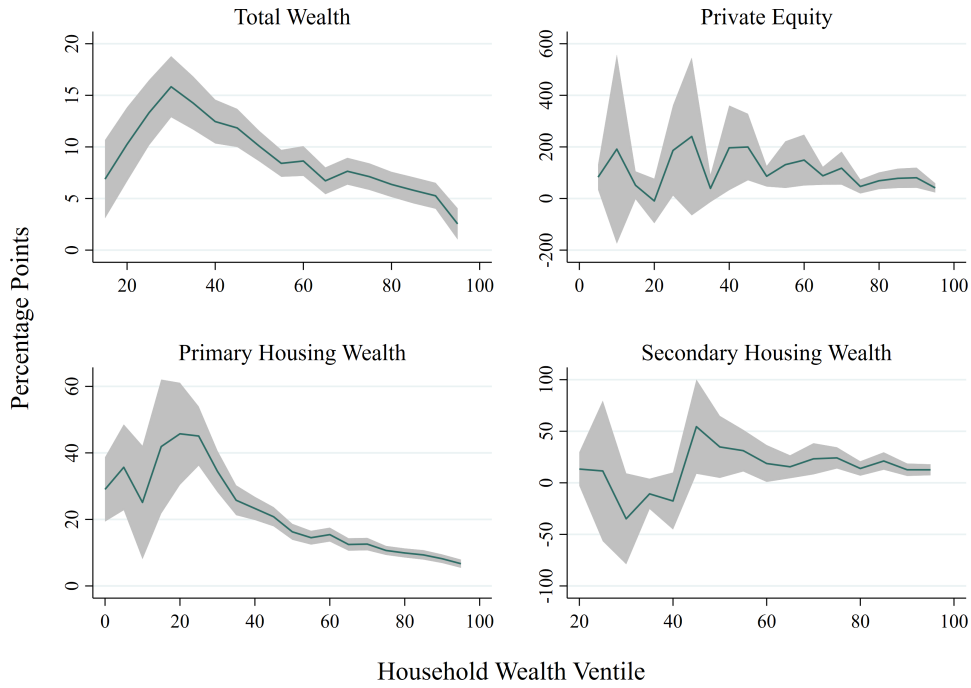 Total Wealth
20
15
10
5
0
20 40 60 80 100
Private Equity
600
400
200
0
-200
0 20 40 60 80 100
Percentage Points
Primary Housing Wealth
60
40
20
0
0 20 40 60 80 100
Secondary Housing Wealth
100
50
0
-50
-100
20 40 60 80 100
Household Wealth Ventile